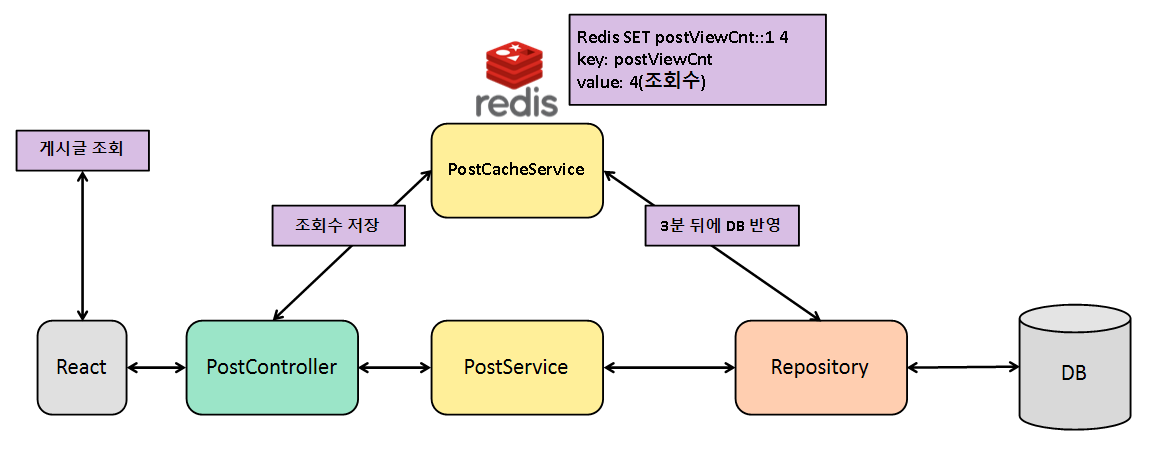 Redis SET postViewCnt::1 4
key: postViewCnt
value: 4(조회수)
redis
게시글 조회
PostCacheService
조회수 저장
3분 뒤에 DB 반영
React
PostController
PostService
Repository
DB